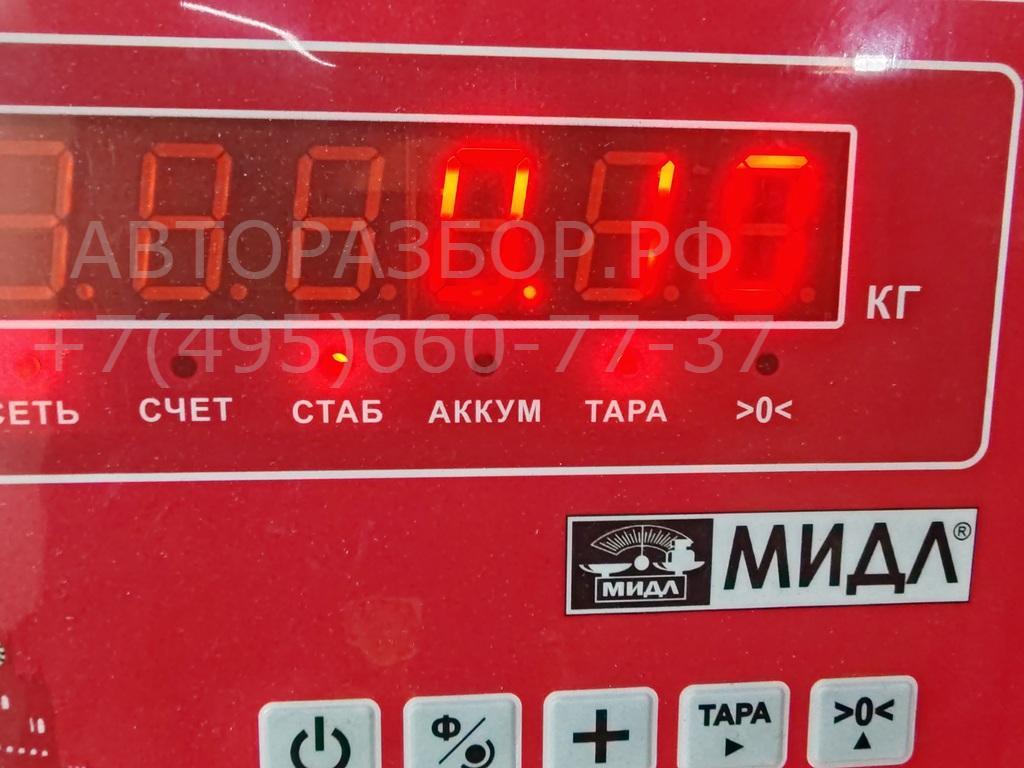 0.10
КГ
АВТОРАЗБОР.РФ
+7(495)660-77-37
СЕТЬ СЧЕТ СТАБ АККУМ ТАРА >0<
МИДЛ МИДЛ®
Ф ТАРА >0<